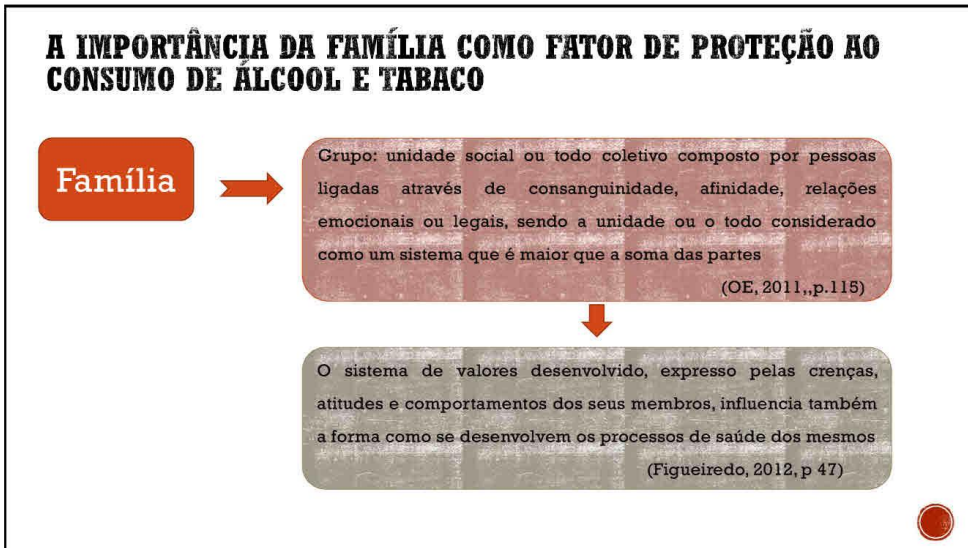 A IMPORTÂNCIA DA FAMÍLIA COMO FATOR DE PROTEÇÃO AO
CONSUMO DE ÁLCOOL E TABACO
Família
Grupo: unidade social ou todo coletivo composto por pessoas
ligadas através de consanguinidade, afinidade, relações
emocionais ou legais, sendo a unidade ou o todo considerado
como um sistema que é maior que a soma das partes
(OE, 2011,,p.115)
O sistema de valores desenvolvido, expresso pelas crenças,
atitudes e comportamentos dos seus membros, influencia também
a forma como se desenvolvem os processos de saúde dos mesmos
(Figueiredo, 2012, p 47)